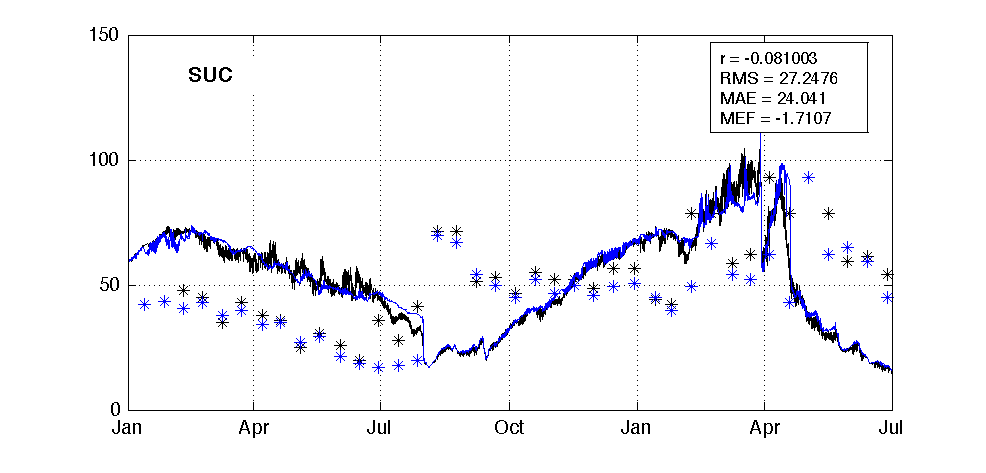 150
SUC
r = -0.081003
RMS = 27.2476
MAE = 24.041
MEF = -1.7107
100
50
0
Jan Apr Jul Oct Jan Apr Jul